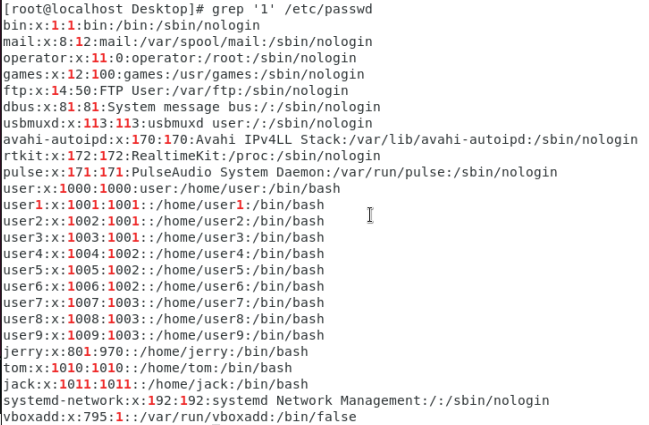 [root@localhost Desktop]# grep '1' /etc/passwd
bin:x:1:1:bin:/bin:/sbin/nologin
mail:x:8:12:mail:/var/spool/mail:/sbin/nologin
operator:x:11:0:operator:/root:/sbin/nologin
games:x:12:100:games:/usr/games:/sbin/nologin
ftp:x:14:50:FTP User:/var/ftp:/sbin/nologin
dbus:x:81:81:System message bus:/:/sbin/nologin
usbmuxd:x:113:113:usbmuxd user:/:/sbin/nologin
avahi-autoipd:x:170:170:Avahi IPv4LL Stack:/var/lib/avahi-autoipd:/sbin/nologin
rtkit:x:172:172:RealtimeKit:/proc:/sbin/nologin
pulse:x:171:171:PulseAudio System Daemon:/var/run/pulse:/sbin/nologin
user:x:1000:1000:user:/home/user:/bin/bash
user1:x:1001:1001::/home/user1:/bin/bash
user2:x:1002:1001::/home/user2:/bin/bash
user3:x:1003:1001::/home/user3:/bin/bash
user4:x:1004:1002::/home/user4:/bin/bash
user5:x:1005:1002::/home/user5:/bin/bash
user6:x:1006:1002::/home/user6:/bin/bash
user7:x:1007:1003::/home/user7:/bin/bash
user8:x:1008:1003::/home/user8:/bin/bash
user9:x:1009:1003::/home/user9:/bin/bash
jerry:x:801:970::/home/jerry:/bin/bash
tom:x:1010:1010::/home/tom:/bin/bash
jack:x:1011:1011::/home/jack:/bin/bash
systemd-network:x:192:192:systemd Network Management:/:/sbin/nologin
vboxadd:x:795:1::/var/run/vboxadd:/bin/false